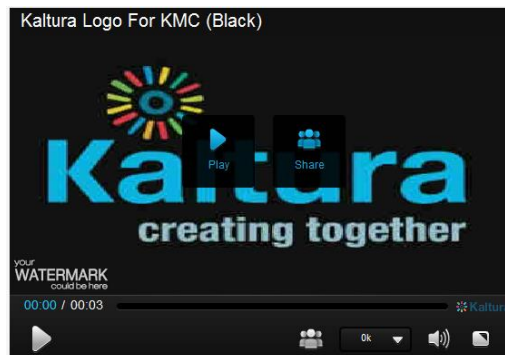 Kaltura Logo For KMC (Black)
Kaltura
Play
Share
creating together
your
WATERMARK
could be here
00:00 / 00:03
Kaltura
0k